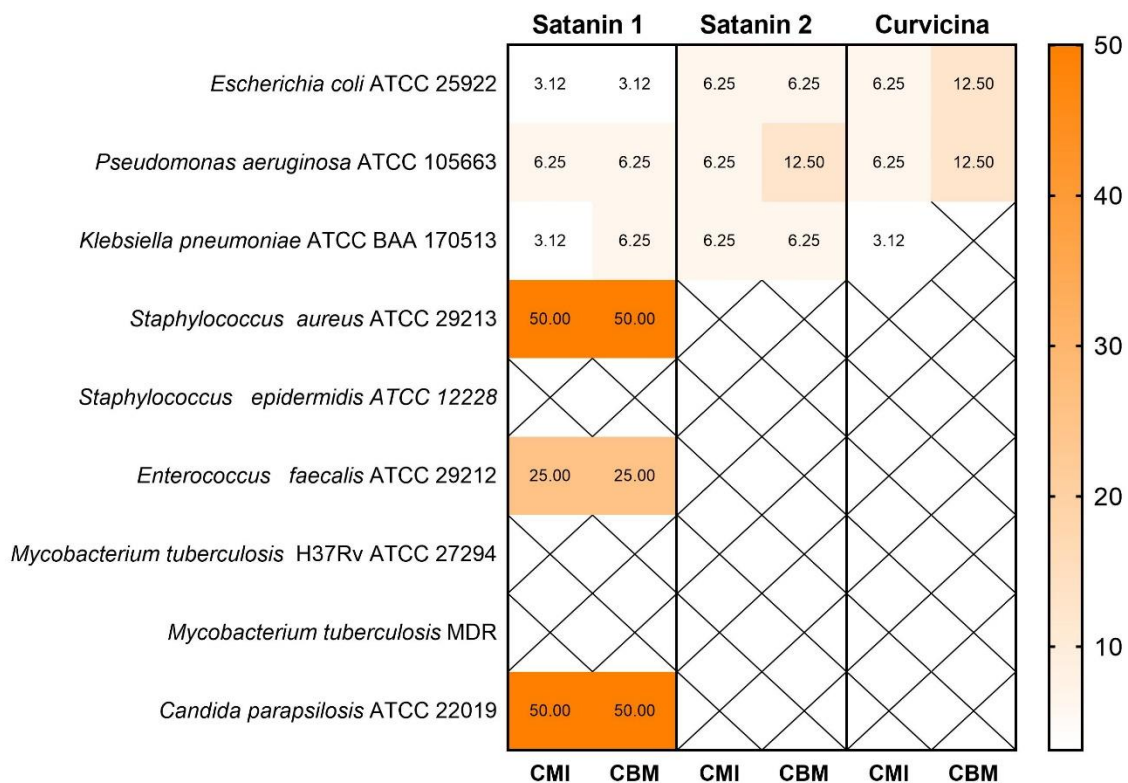 Satanin 1 Satanin 2 Curvicina
Escherichia coli ATCC 25922 3.12 3.12 6.25 6.25 6.25 12.50
Pseudomonas aeruginosa ATCC 105663 6.25 6.25 6.25 12.50 6.25 12.50
Klebsiella pneumoniae ATCC BAA 170513 3.12 6.25 6.25 6.25 3.12
Staphylococcus aureus ATCC 29213 50.00 50.00
Staphylococcus epidermidis ATCC 12228
Enterococcus faecalis ATCC 29212 25.00 25.00
Mycobacterium tuberculosis H37Rv ATCC 27294
Mycobacterium tuberculosis MDR
Candida parapsilosis ATCC 22019 50.00 50.00
CMI CBM CMI CBM CMI CBM
50
40
30
20
10